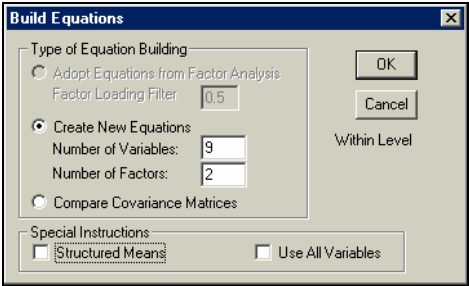 Build Equations
Type of Equation Building
Adopt Equations from Factor Analysis
Factor Loading Filter 0.5
Create New Equations
Number of Variables: 9
Number of Factors: 2
Compare Covariance Matrices
OK
Cancel
Within Level
Special Instructions
Structured Means Use All Variables